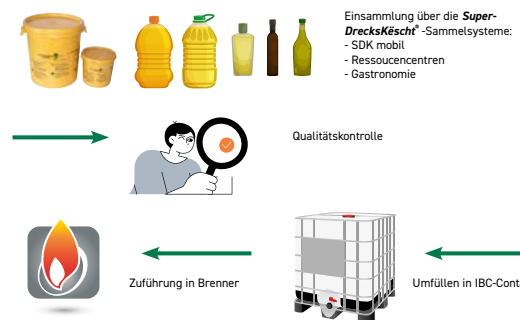 Einsammlung über die Super-
DrecksKëscht® -Sammelsysteme:
- SDK mobil
- Ressoucencentren
- Gastronomie
Qualitätskontrolle
Zuführung in Brenner
Umfüllen in IBC-Cont